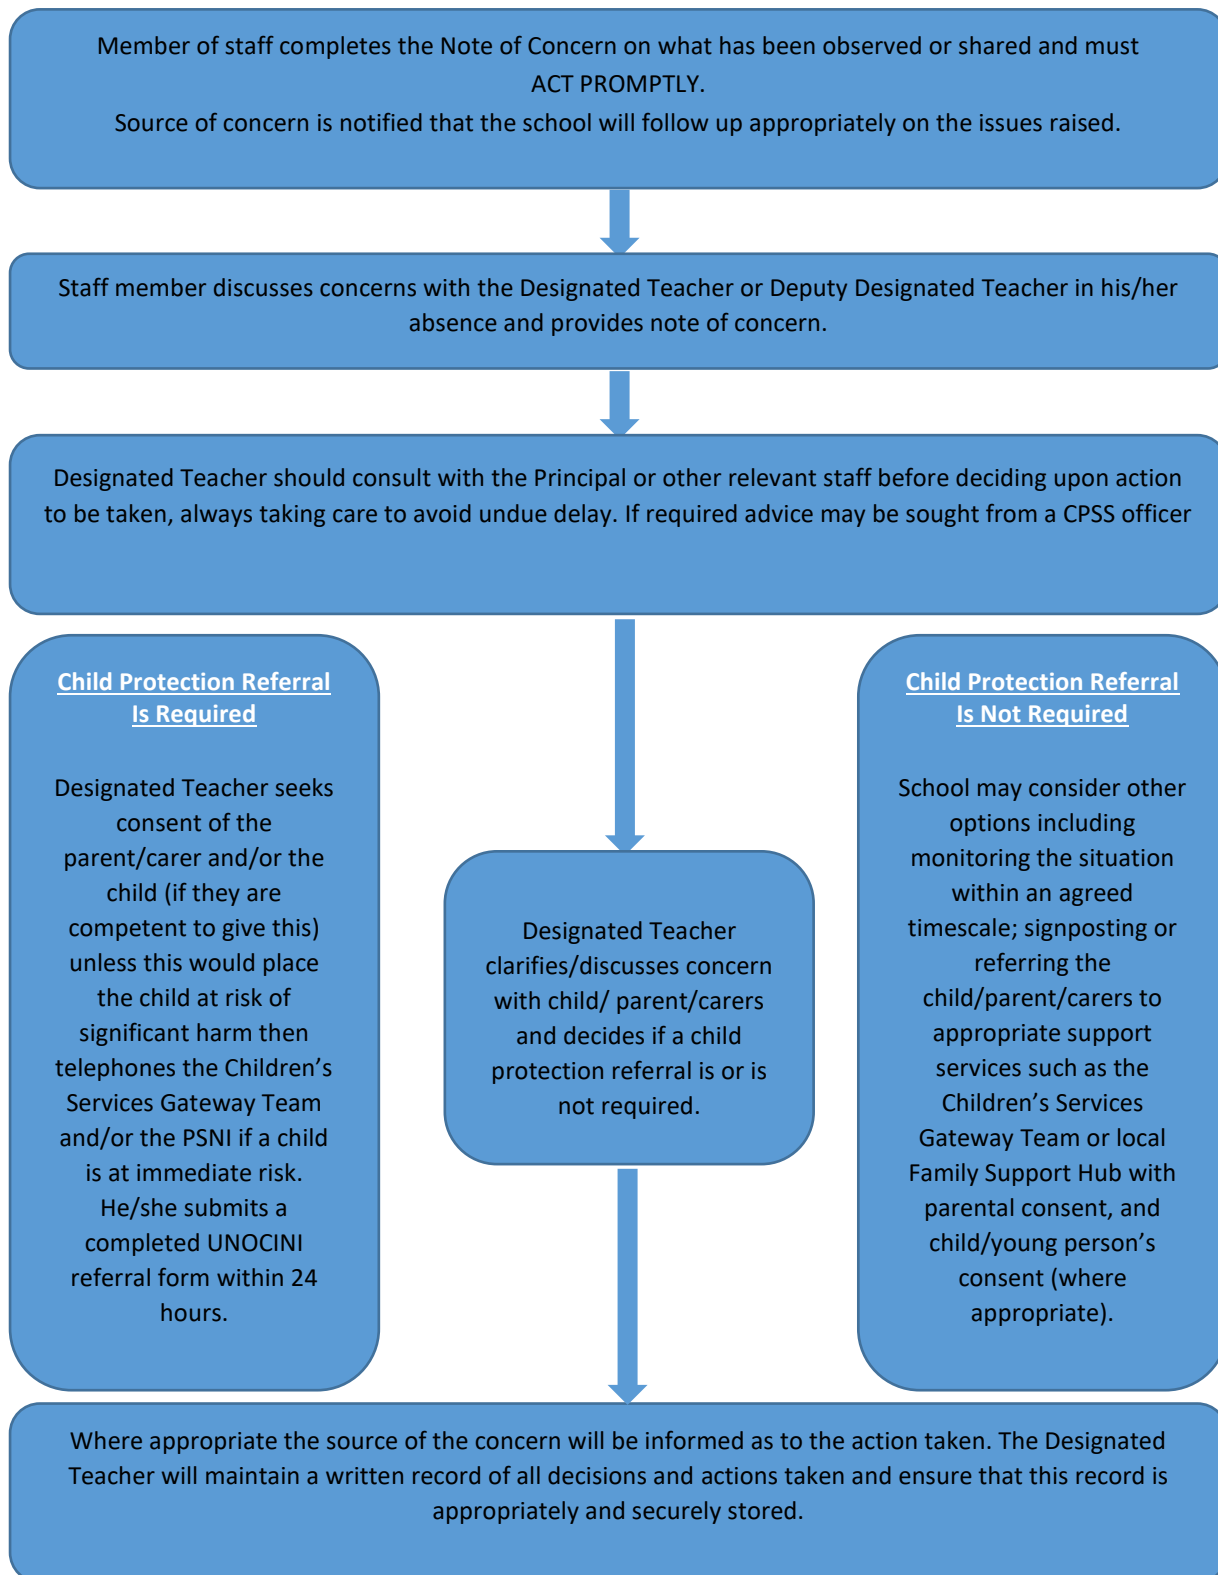 Member of staff completes the Note of Concern on what has been observed or shared and must
ACT PROMPTLY.
Source of concern is notified that the school will follow up appropriately on the issues raised.
Staff member discusses concerns with the Designated Teacher or Deputy Designated Teacher in his/her
absence and provides note of concern.
Designated Teacher should consult with the Principal or other relevant staff before deciding upon action
to be taken, always taking care to avoid undue delay. If required advice may be sought from a CPSS officer
Child Protection Referral
Is Required
Designated Teacher seeks
consent of the
parent/carer and/or the
child (if they are
competent to give this)
unless this would place
the child at risk of
significant harm then
telephones the Children’s
Services Gateway Team
and/or the PSNI if a child
is at immediate risk.
He/she submits a
completed UNOCINI
referral form within 24
hours.
Designated Teacher
clarifies/discusses concern
with child/ parent/carers
and decides if a child
protection referral is or is
not required.
Child Protection Referral
Is Not Required
School may consider other
options including
monitoring the situation
within an agreed
timescale; signposting or
referring the
child/parent/carers to
appropriate support
services such as the
Children’s Services
Gateway Team or local
Family Support Hub with
parental consent, and
child/young person’s
consent (where
appropriate).
Where appropriate the source of the concern will be informed as to the action taken. The Designated
Teacher will maintain a written record of all decisions and actions taken and ensure that this record is
appropriately and securely stored.